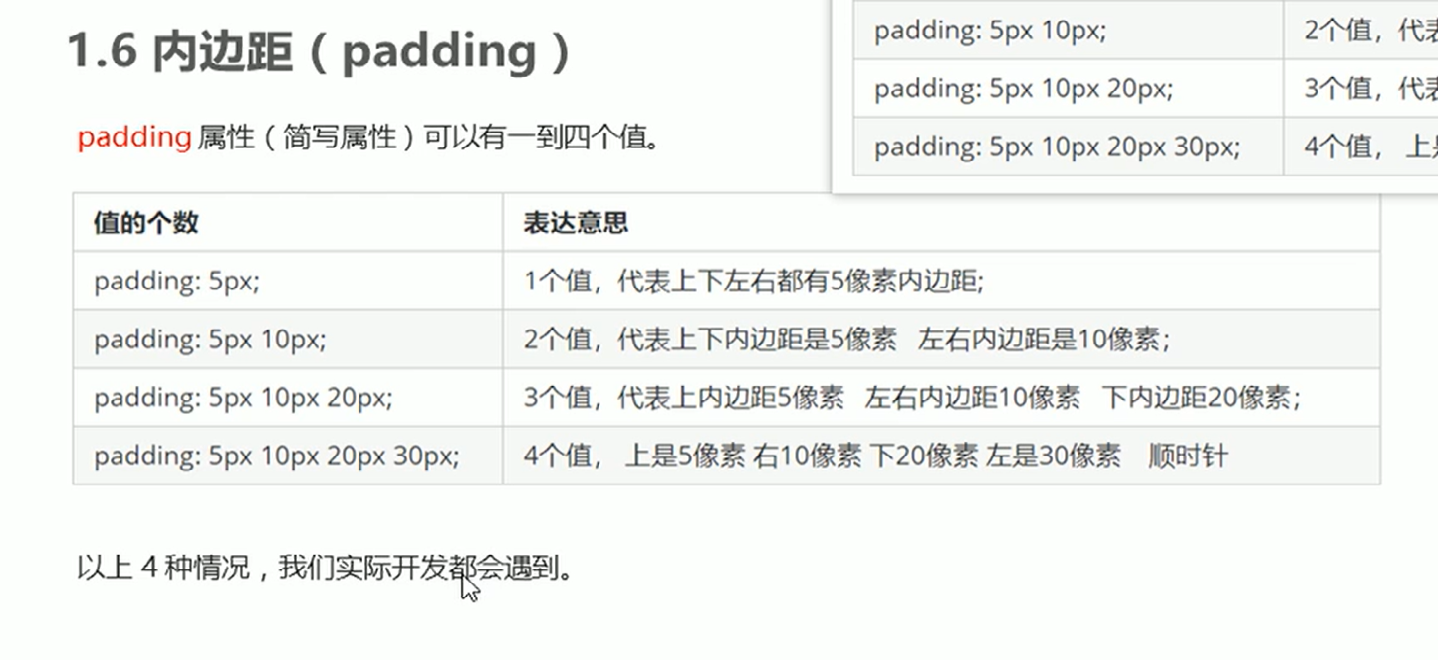 1.6 内边距（padding）
padding 属性（简写属性）可以有一到四个值。
值的个数 表达意思
padding: 5px; 1个值，代表上下左右都有5像素内边距;
padding: 5px 10px; 2个值，代表上下内边距是5像素 左右内边距是10像素;
padding: 5px 10px 20px; 3个值，代表上内边距5像素 左右内边距10像素 下内边距20像素;
padding: 5px 10px 20px 30px; 4个值， 上是5像素 右10像素 下20像素 左是30像素 顺时针
以上 4 种情况，我们实际开发都会遇到。
padding: 5px 10px; 2个值，代
padding: 5px 10px 20px; 3个值，代
padding: 5px 10px 20px 30px; 4个值， 上